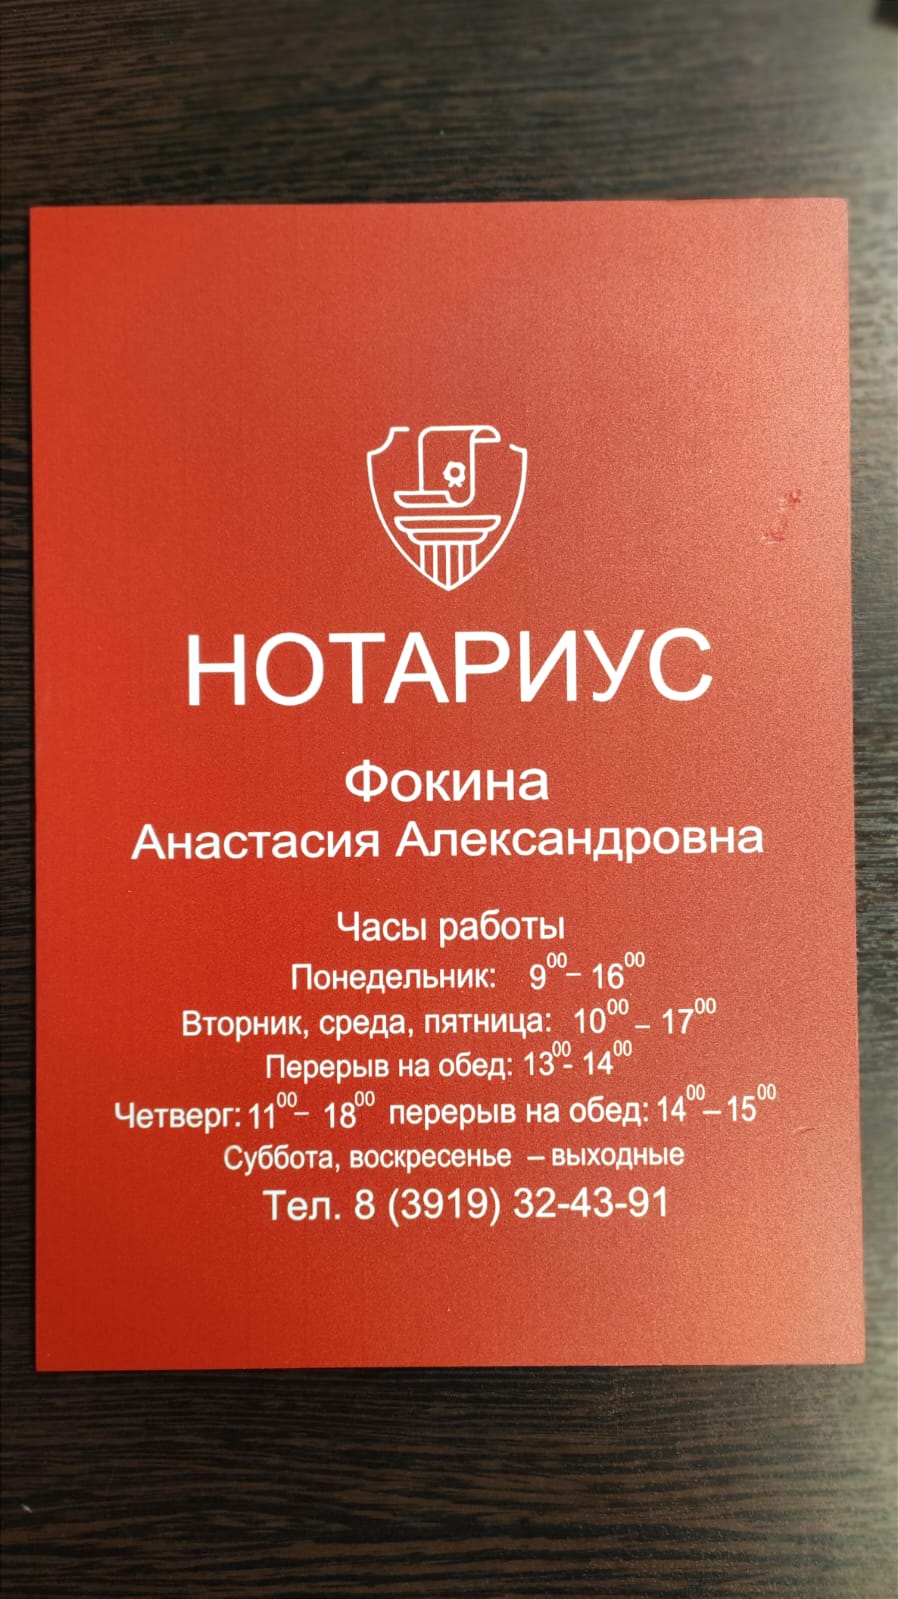 НОТАРИУС
Фокина
Анастасия Александровна
Часы работы
Понедельник: 9⁰⁰– 16⁰⁰
Вторник, среда, пятница: 10⁰⁰ – 17⁰⁰
Перерыв на обед: 13⁰⁰- 14⁰⁰
Четверг: 11⁰⁰– 18⁰⁰ перерыв на обед: 14⁰⁰–15⁰⁰
Суббота, воскресенье – выходные
Тел. 8 (3919) 32-43-91